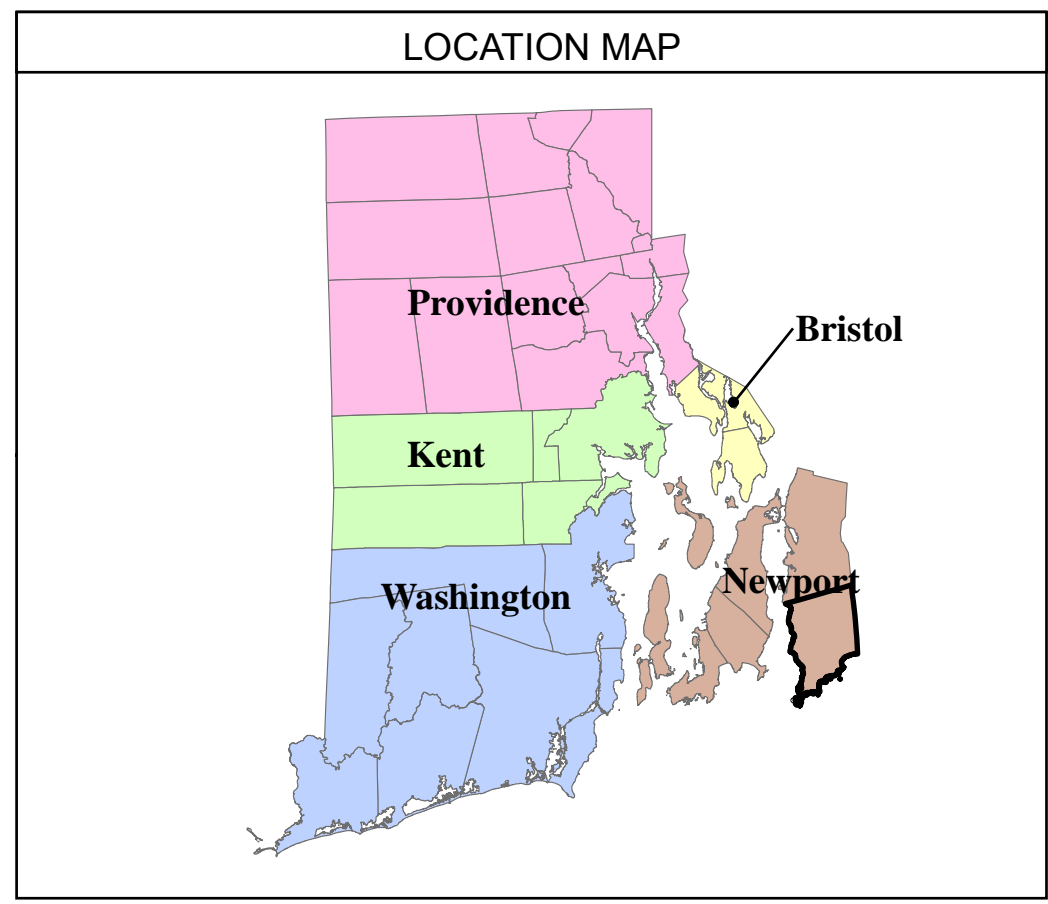 LOCATION MAP
Providence
Bristol
Kent
Newport
Washington